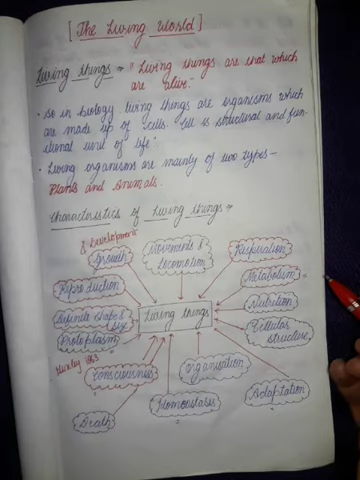 [The Living World]
Living things → "Living things are that which
are alive."
• So in biology living things are organisms which
are made up of cells. Cell is structural and fun-
ctional unit of life"
• Living organisms are mainly of two types-
Plants and Animals.
Characteristics of Living things →
& Development
Growth
Movements &
Locomotion
Respiration
Reproduction
Metabolism
Definite shape &
size
Living things
Nutrition
Protoplasm
Cellular
structure
Huxley 1863
Consciousness
Organisation
Death
Homeostasis
Adaptation